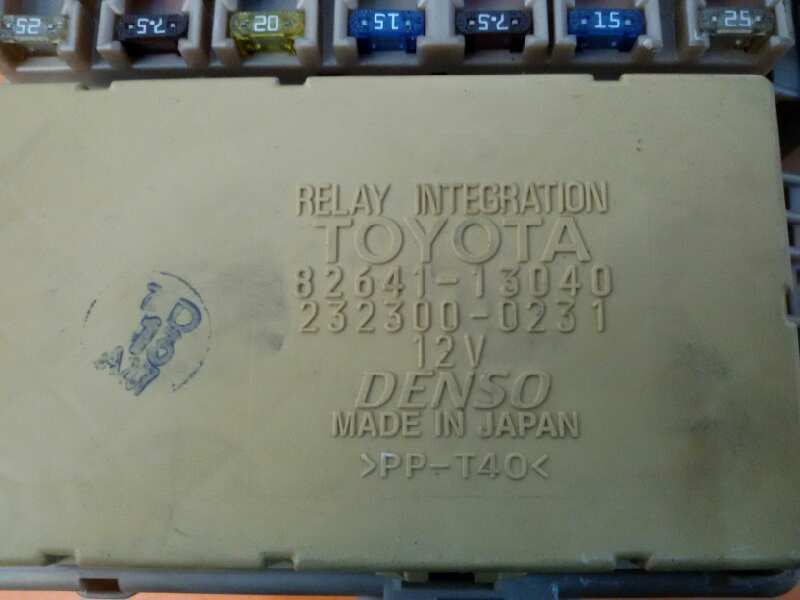 25
7.5
20
15
7.5
15
25
RELAY INTEGRATION
TOYOTA
82641-13040
232300-0231
12V
DENSO
MADE IN JAPAN
>PP-T40<